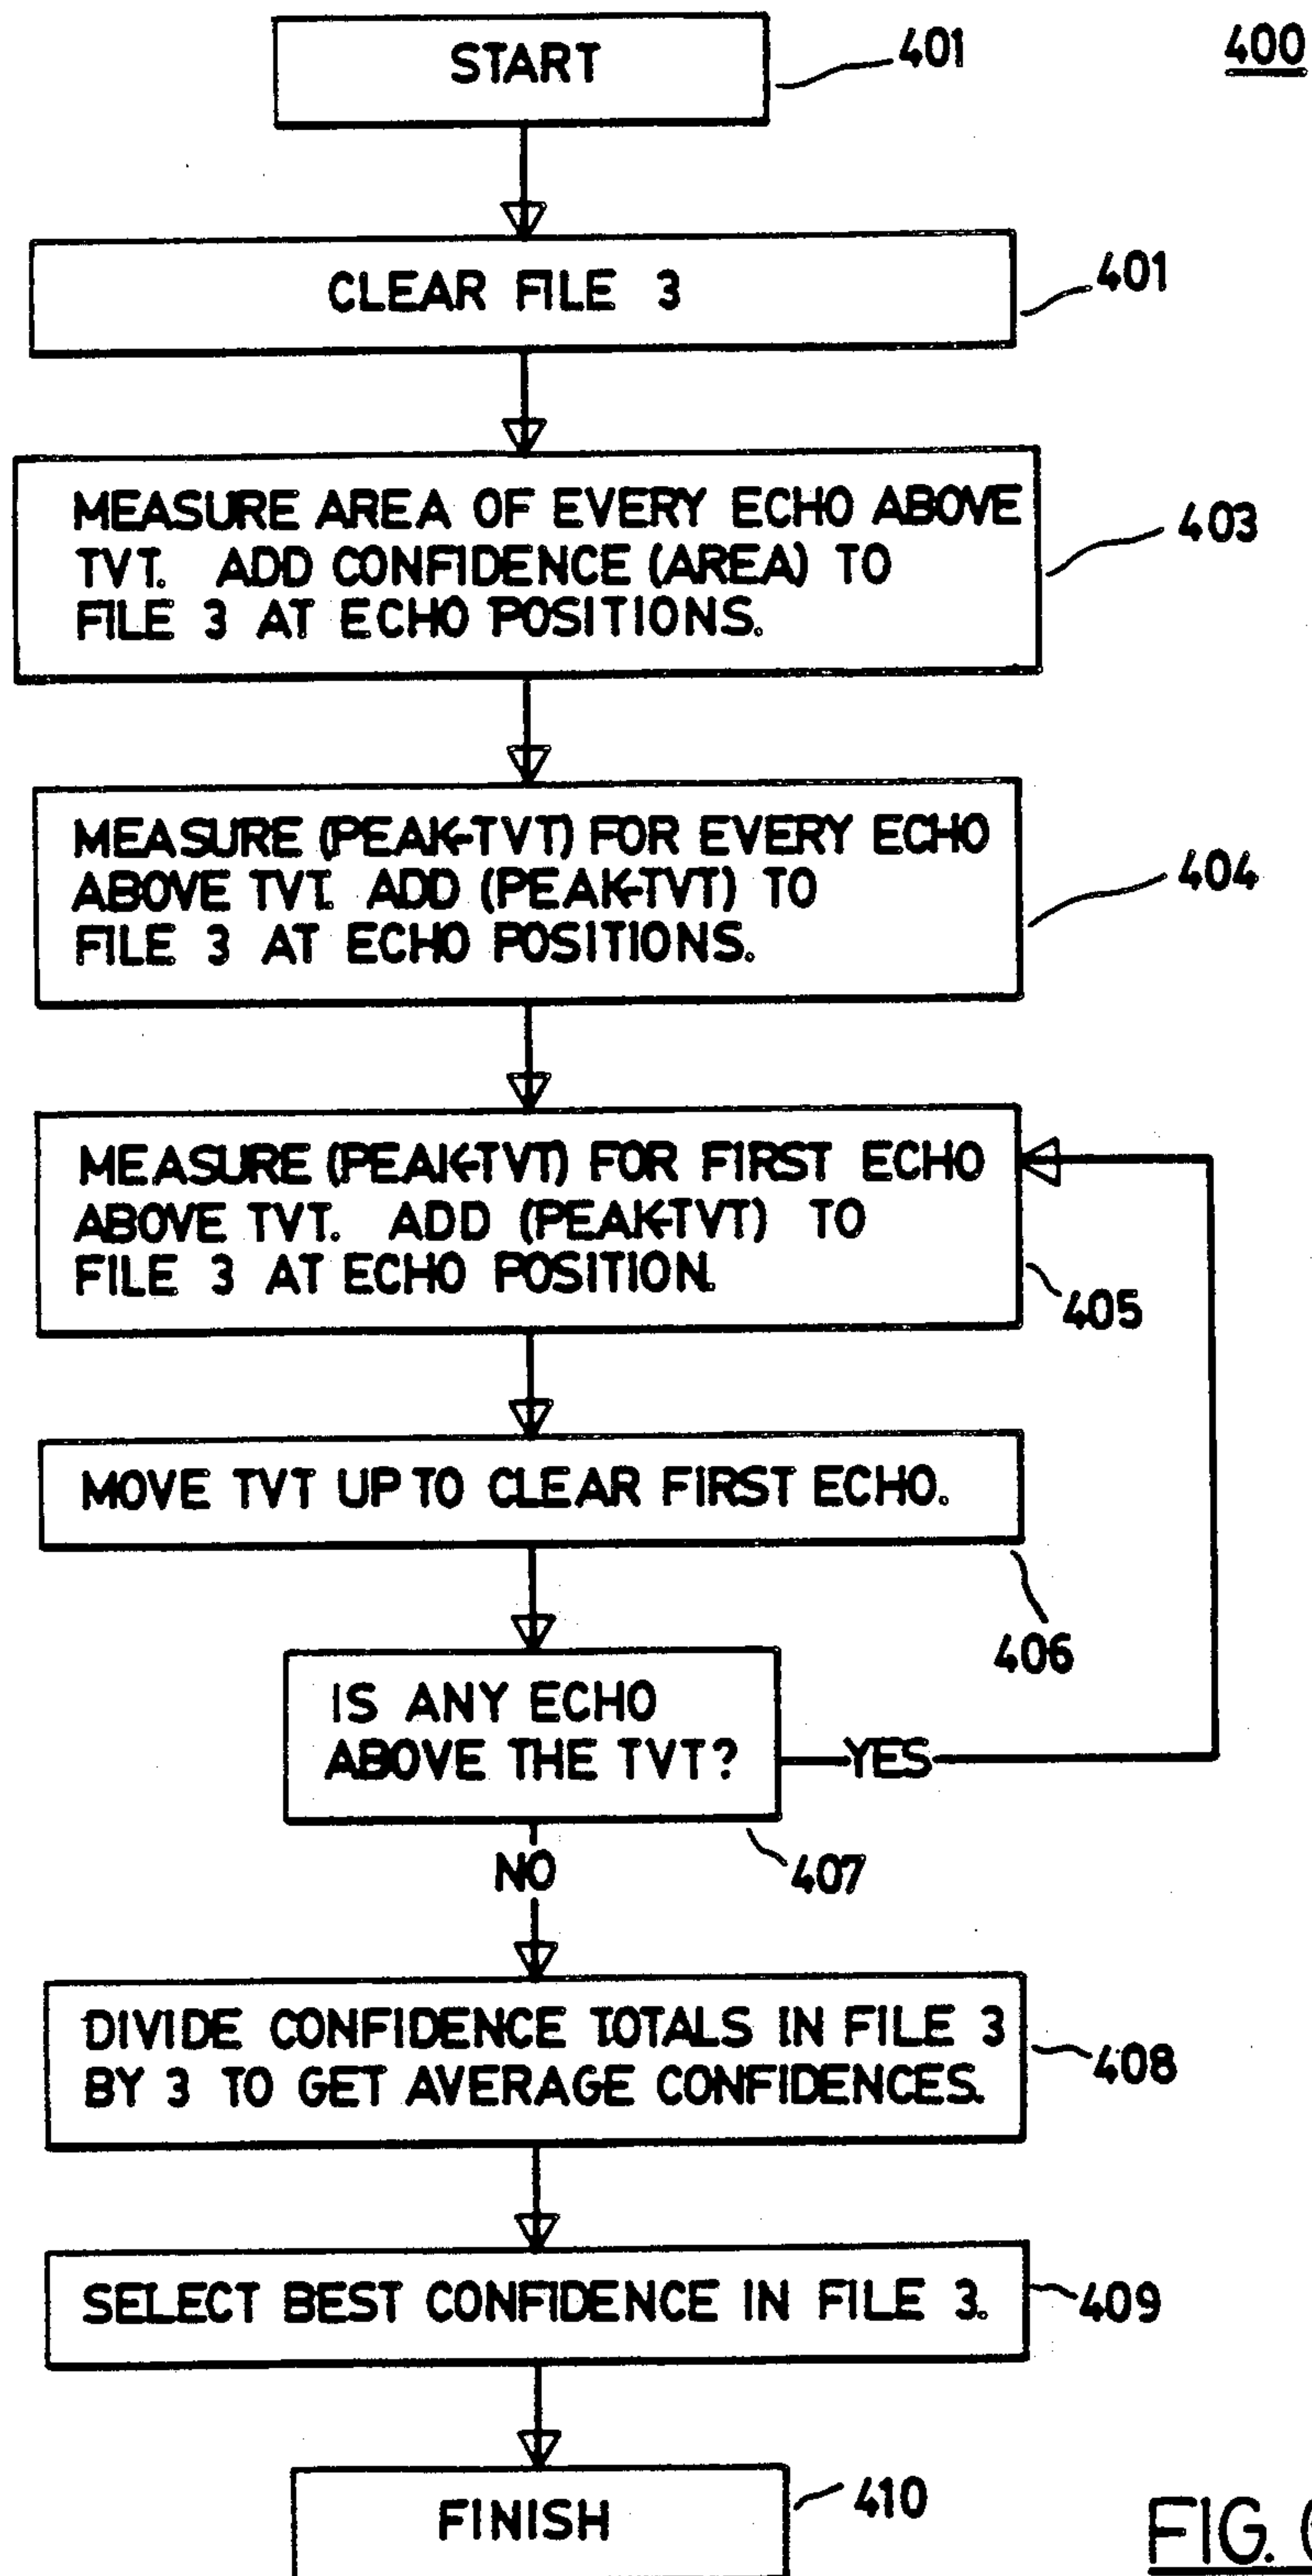 START
401
400
CLEAR FILE 3
401
MEASURE AREA OF EVERY ECHO ABOVE
TVT. ADD CONFIDENCE (AREA) TO
FILE 3 AT ECHO POSITIONS.
403
MEASURE (PEAK-TVT) FOR EVERY ECHO
ABOVE TVT. ADD (PEAK-TVT) TO
FILE 3 AT ECHO POSITIONS.
404
MEASURE (PEAK-TVT) FOR FIRST ECHO
ABOVE TVT. ADD (PEAK-TVT) TO
FILE 3 AT ECHO POSITION.
405
MOVE TVT UP TO CLEAR FIRST ECHO.
406
IS ANY ECHO
ABOVE THE TVT?
YES
407
NO
DIVIDE CONFIDENCE TOTALS IN FILE 3
BY 3 TO GET AVERAGE CONFIDENCES.
408
SELECT BEST CONFIDENCE IN FILE 3.
409
FINISH
410
FIG.